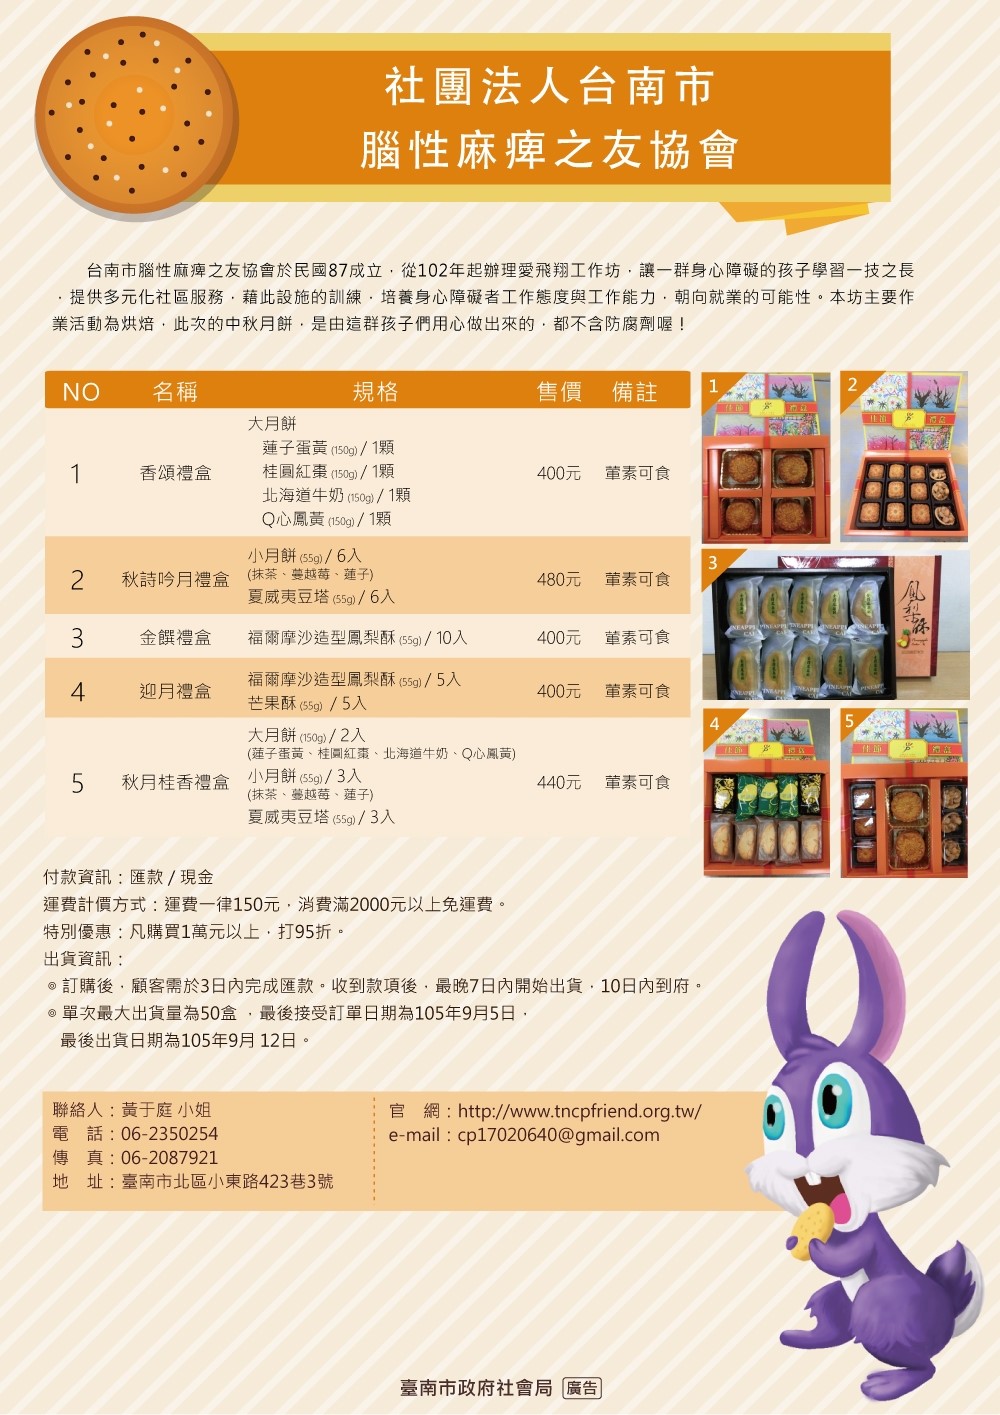 社團法人台南市
腦性麻痺之友協會
台南市腦性麻痺之友協會於民國87成立，從102年起辦理愛飛翔工作坊，讓一群身心障礙的孩子學習一技之長
，提供多元化社區服務，藉此設施的訓練，培養身心障礙者工作態度與工作能力，朝向就業的可能性。本坊主要作
業活動為烘焙，此次的中秋月餅，是由這群孩子們用心做出來的，都不含防腐劑喔！
NO 名稱 規格 售價 備註
大月餅
蓮子蛋黃 (150g) / 1顆
桂圓紅棗 (150g) / 1顆
1 香頌禮盒 400元 葷素可食
北海道牛奶 (150g) / 1顆
Q心鳳黃 (150g) / 1顆
小月餅 (55g) / 6入
(抹茶、蔓越莓、蓮子)
2 秋詩吟月禮盒 480元 葷素可食
夏威夷豆塔 (55g) / 6入
3 金饌禮盒 福爾摩沙造型鳳梨酥 (55g) / 10入 400元 葷素可食
福爾摩沙造型鳳梨酥 (55g) / 5入
4 迎月禮盒 400元 葷素可食
芒果酥 (55g) / 5入
大月餅 (150g) / 2入
(蓮子蛋黃、桂圓紅棗、北海道牛奶、Q心鳳黃)
5 秋月桂香禮盒 小月餅 (55g) / 3入 440元 葷素可食
(抹茶、蔓越莓、蓮子)
夏威夷豆塔 (55g) / 3入
1
佳節 禮盒
2
佳節 禮盒
3
鳳梨酥
4
佳節 禮盒
5
佳節 禮盒
付款資訊：匯款 / 現金
運費計價方式：運費一律150元，消費滿2000元以上免運費。
特別優惠：凡購買1萬元以上，打95折。
出貨資訊：
◎訂購後，顧客需於3日內完成匯款。收到款項後，最晚7日內開始出貨，10日內到府。
◎單次最大出貨量為50盒 ，最後接受訂單日期為105年9月5日，
最後出貨日期為105年9月 12日。
聯絡人：黃于庭 小姐
電　話：06-2350254
傳　真：06-2087921
地　址：臺南市北區小東路423巷3號
官　網：http://www.tncpfriend.org.tw/
e-mail：cp17020640@gmail.com
臺南市政府社會局 廣告